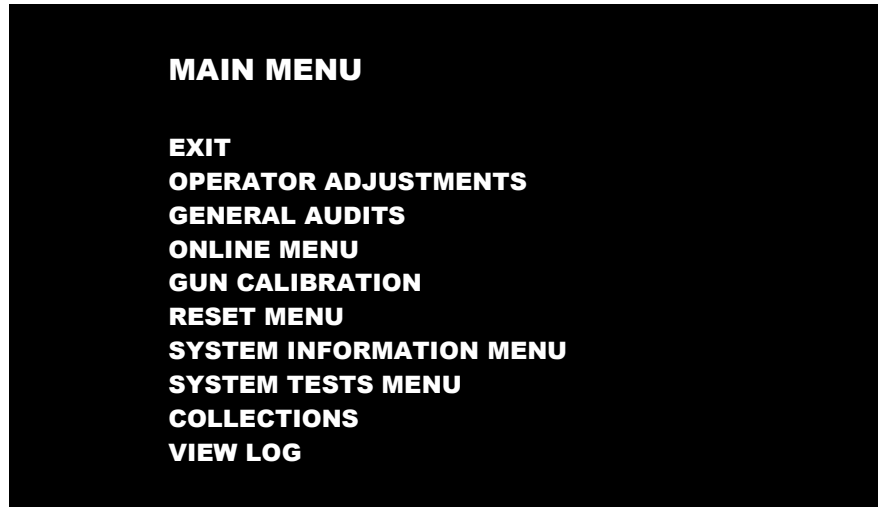 MAIN MENU
EXIT
OPERATOR ADJUSTMENTS
GENERAL AUDITS
ONLINE MENU
GUN CALIBRATION
RESET MENU
SYSTEM INFORMATION MENU
SYSTEM TESTS MENU
COLLECTIONS
VIEW LOG